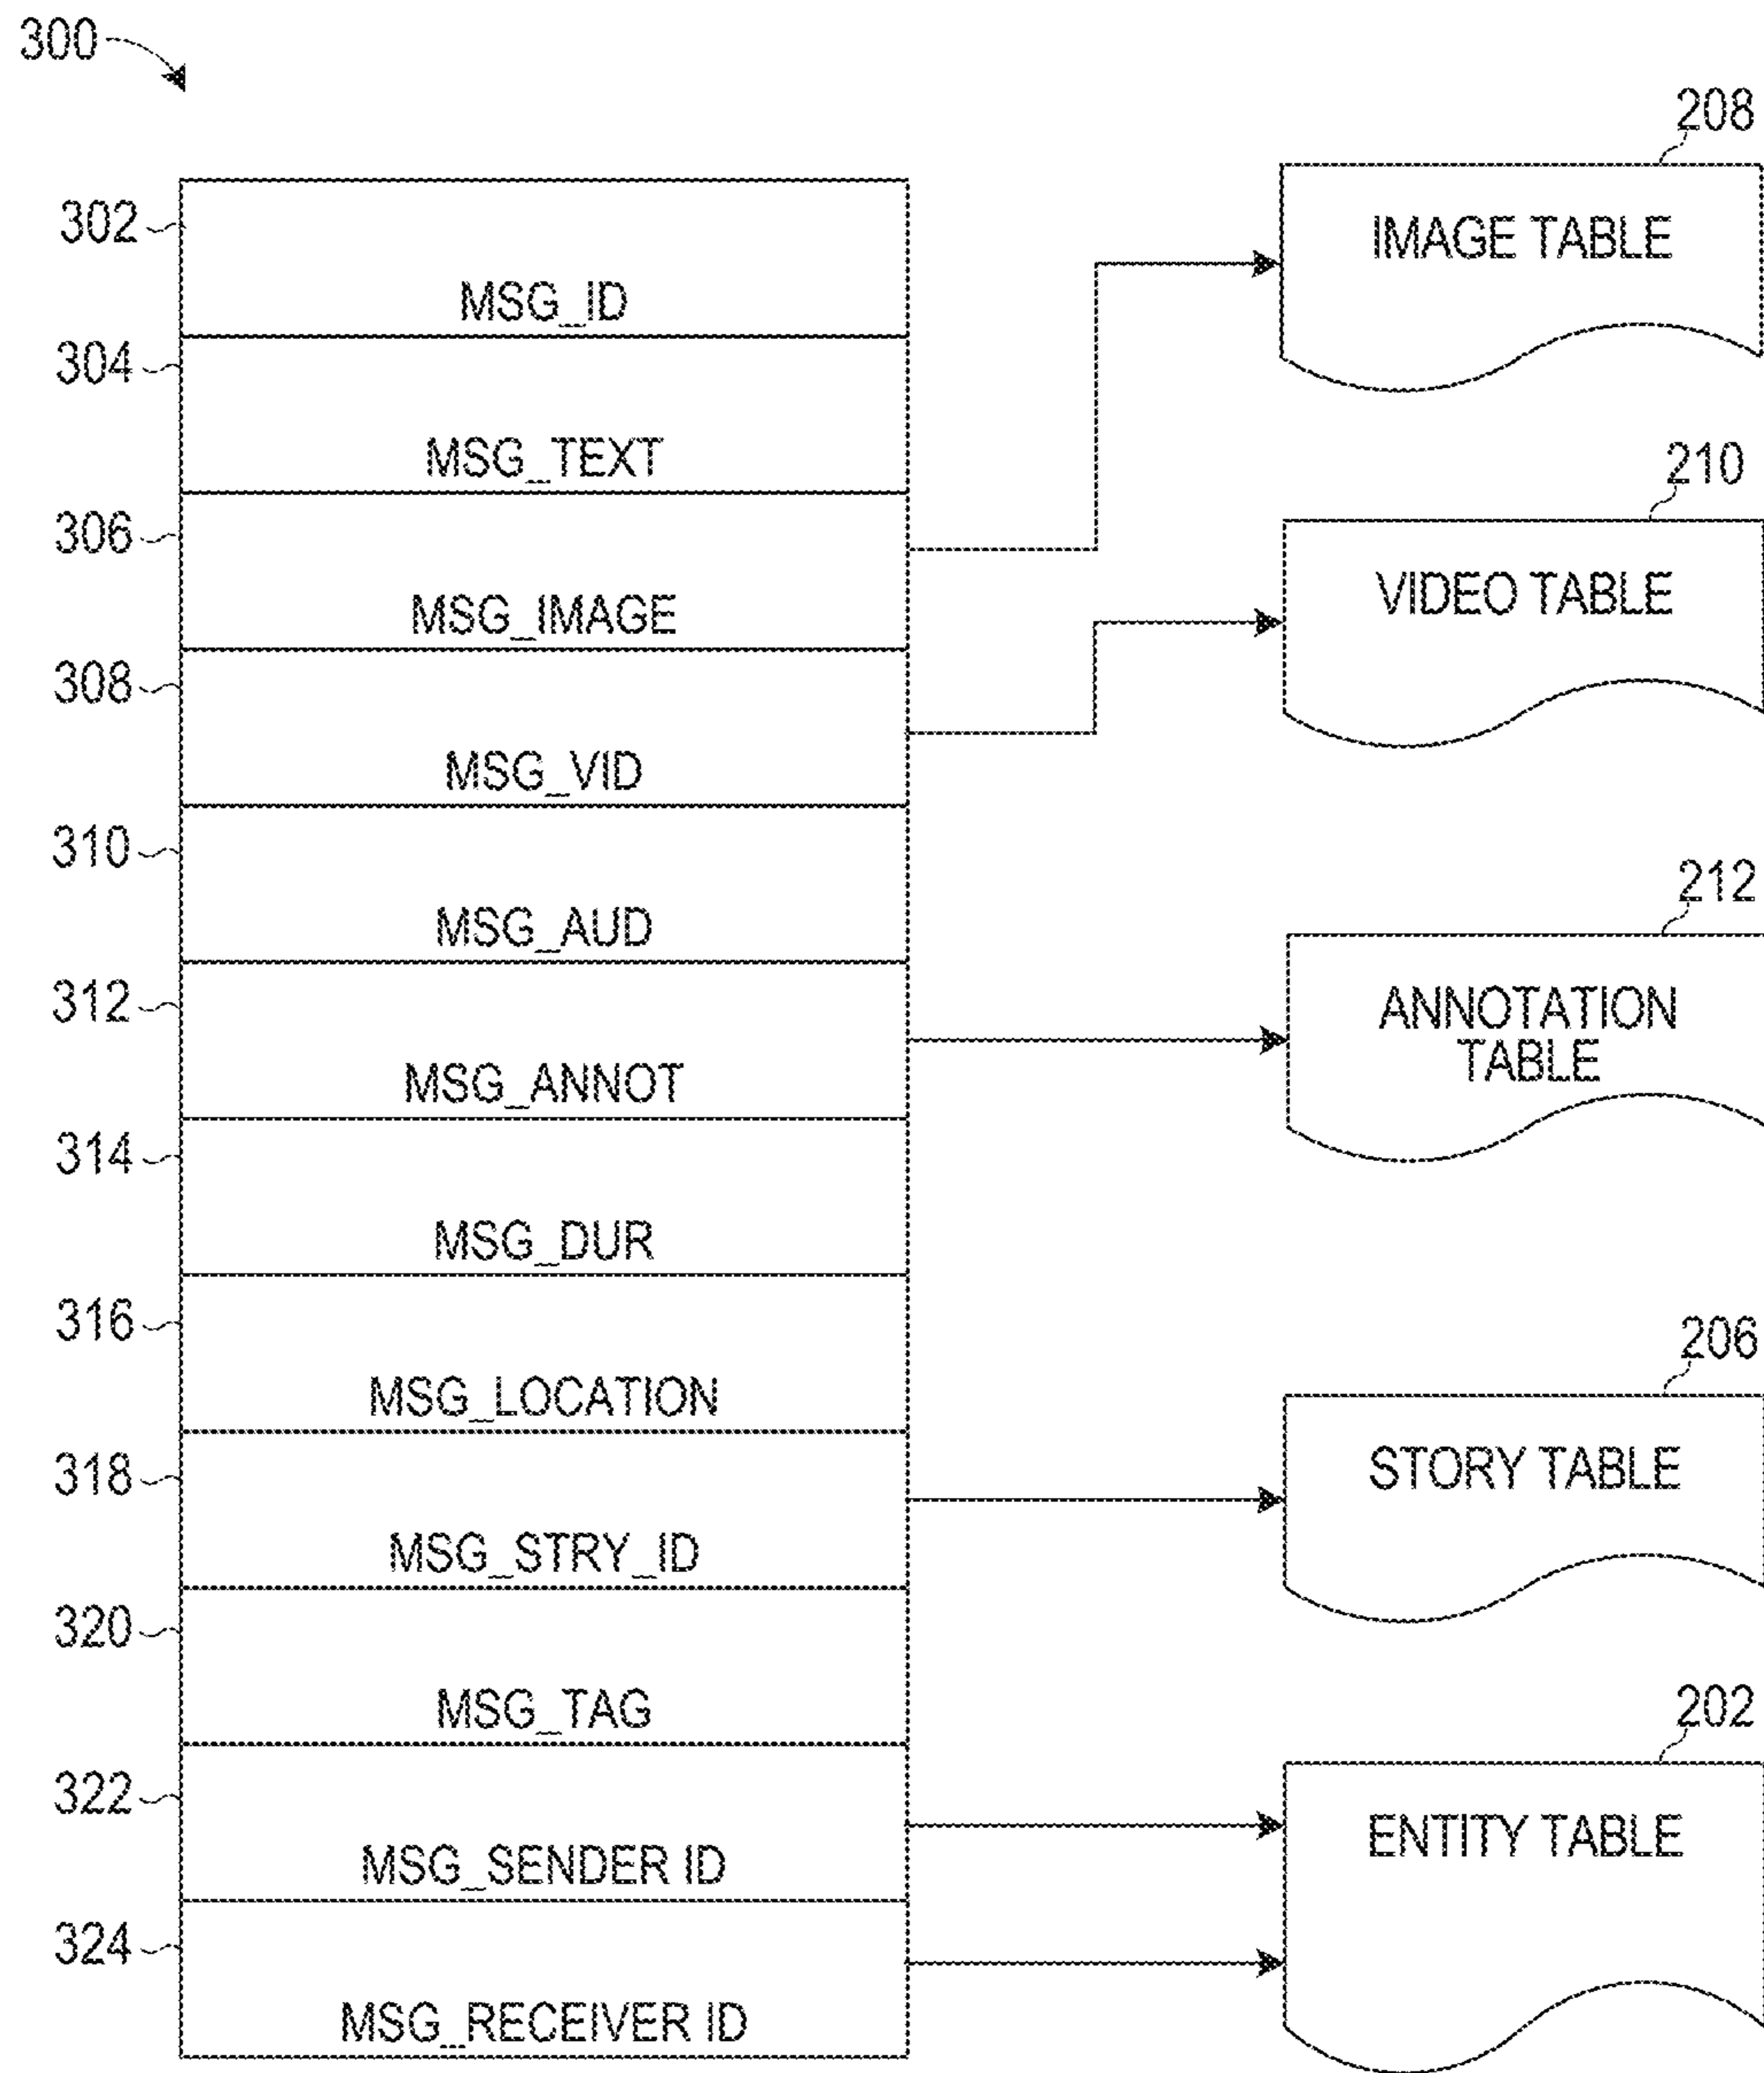 300
302
MSG_ID
304
MSG_TEXT
306
MSG_IMAGE
308
MSG_VID
310
MSG_AUD
312
MSG_ANNOT
314
MSG_DUR
316
MSG_LOCATION
318
MSG_STRY_ID
320
MSG_TAG
322
MSG_SENDER ID
324
MSG_RECEIVER ID
208
IMAGE TABLE
210
VIDEO TABLE
212
ANNOTATION
TABLE
206
STORY TABLE
202
ENTITY TABLE